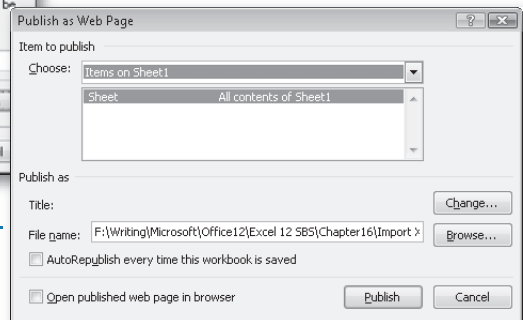 be
Publish as Web Page
Item to publish
Choose: Items on Sheet1
Sheet All contents of Sheet1
Publish as
Title: Change...
File name: F:\Writing\Microsoft\Office12\Excel 12 SBS\Chapter16\Import X Browse...
AutoRepublish every time this workbook is saved
Open published web page in browser Publish Cancel